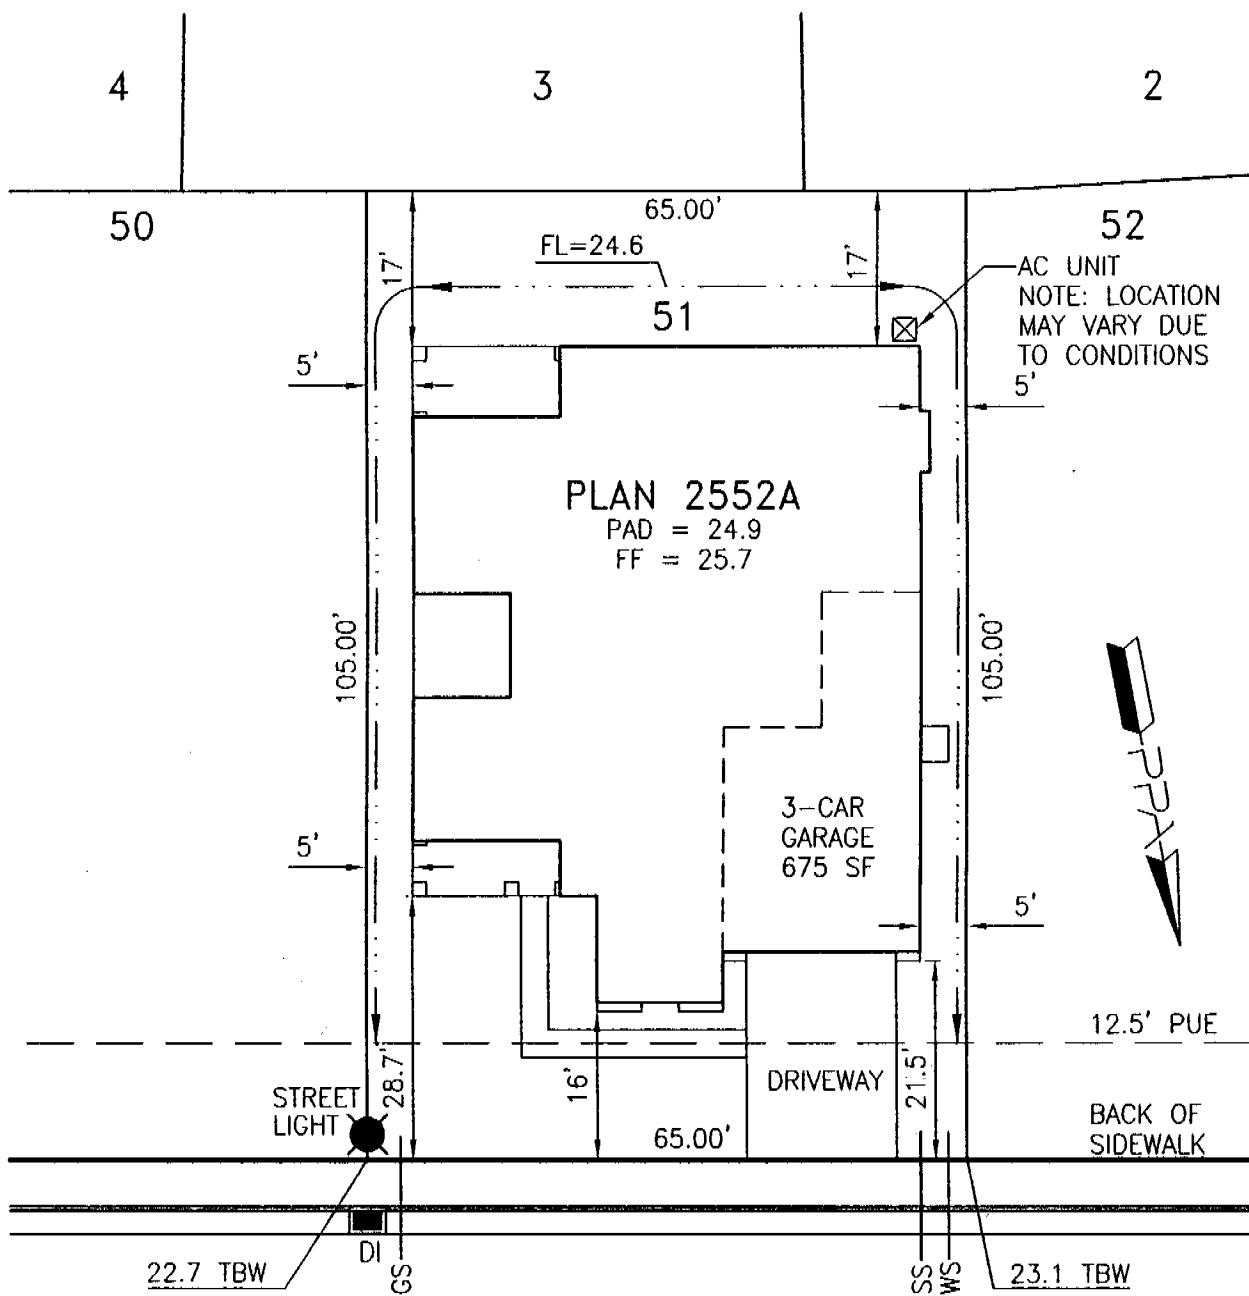 4
3
2
50
65.00'
52
FL=24.6
17'
17'
AC UNIT
NOTE: LOCATION
MAY VARY DUE
TO CONDITIONS
51
5'
5'
PLAN 2552A
PAD = 24.9
FF = 25.7
105.00'
105.00'
PPA
3-CAR
GARAGE
675 SF
5'
5'
12.5' PUE
28.7'
16'
DRIVEWAY
21.5'
STREET
LIGHT
65.00'
BACK OF
SIDEWALK
DI
22.7 TBW
GS
SS
WS
23.1 TBW